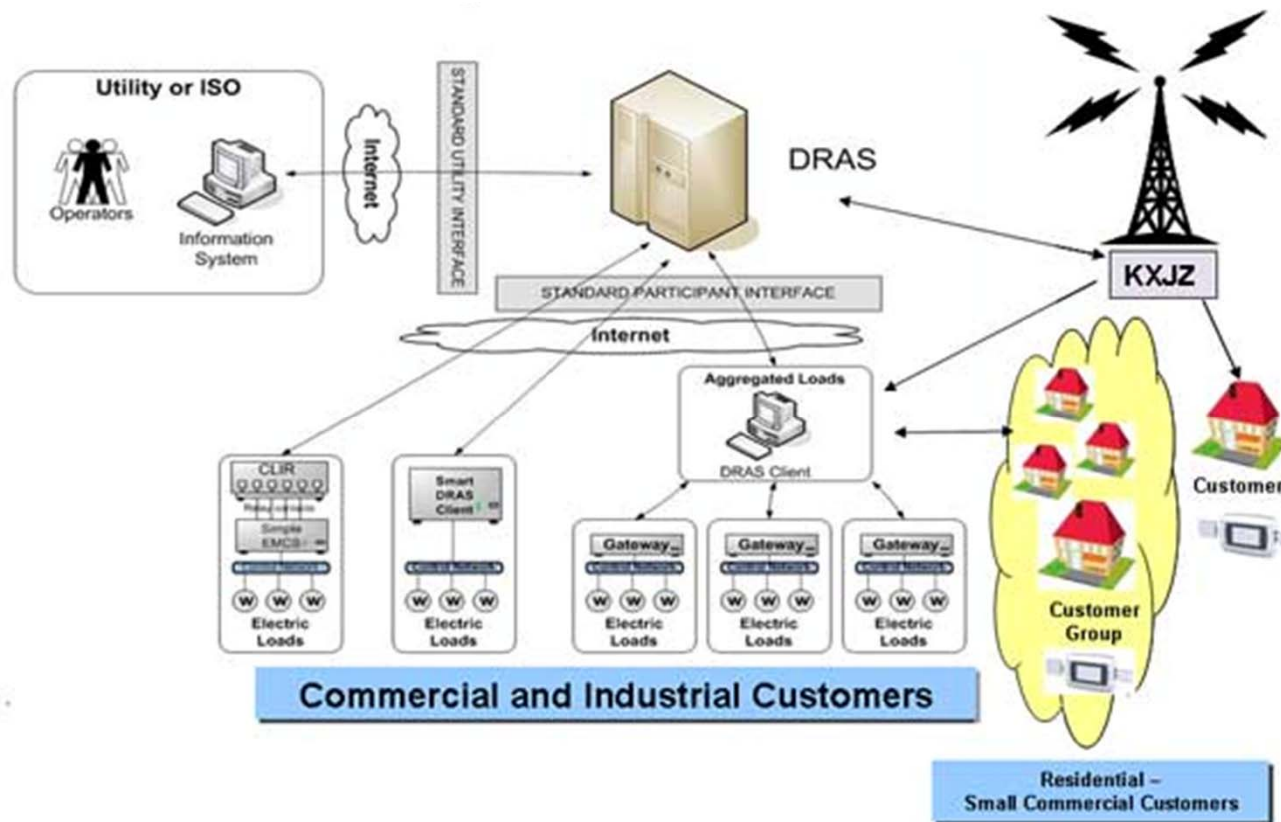 Utility or ISO
Operators
Information
System
Internet
STANDARD UTILITY INTERFACE
DRAS
KXJZ
STANDARD PARTICIPANT INTERFACE
Internet
Aggregated Loads
DRAS Client
Customer
CLIR
Simple
EMCS
Electric
Loads
Smart
DRAS
Client
W W W
Electric
Loads
Gateway
W W W
Electric
Loads
Gateway
W W W
Electric
Loads
Gateway
W W W
Electric
Loads
W W W
Customer
Group
Commercial and Industrial Customers
Residential –
Small Commercial Customers